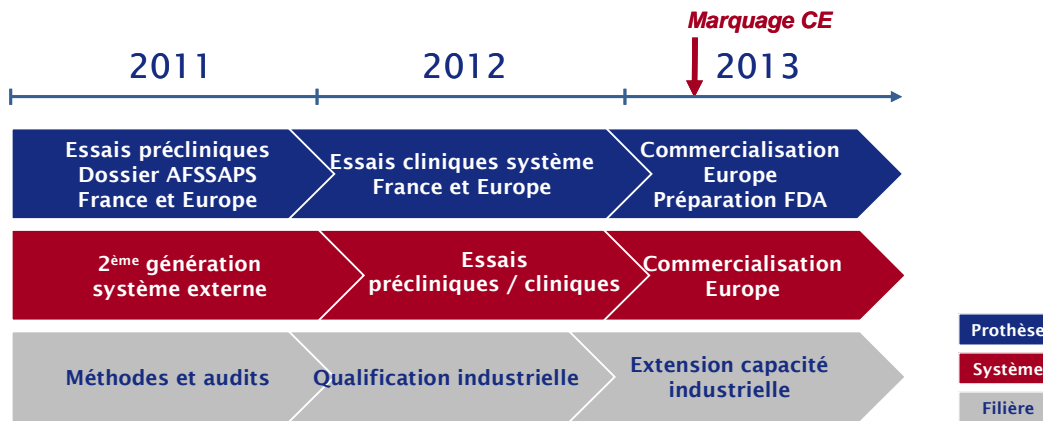 Marquage CE
2011
2012
2013
Essais précliniques
Dossier AFSSAPS
France et Europe
Essais cliniques système
France et Europe
Commercialisation
Europe
Préparation FDA
2ème génération
système externe
Essais
précliniques / cliniques
Commercialisation
Europe
Méthodes et audits
Qualification industrielle
Extension capacité
industrielle
Prothèse
Système
Filière